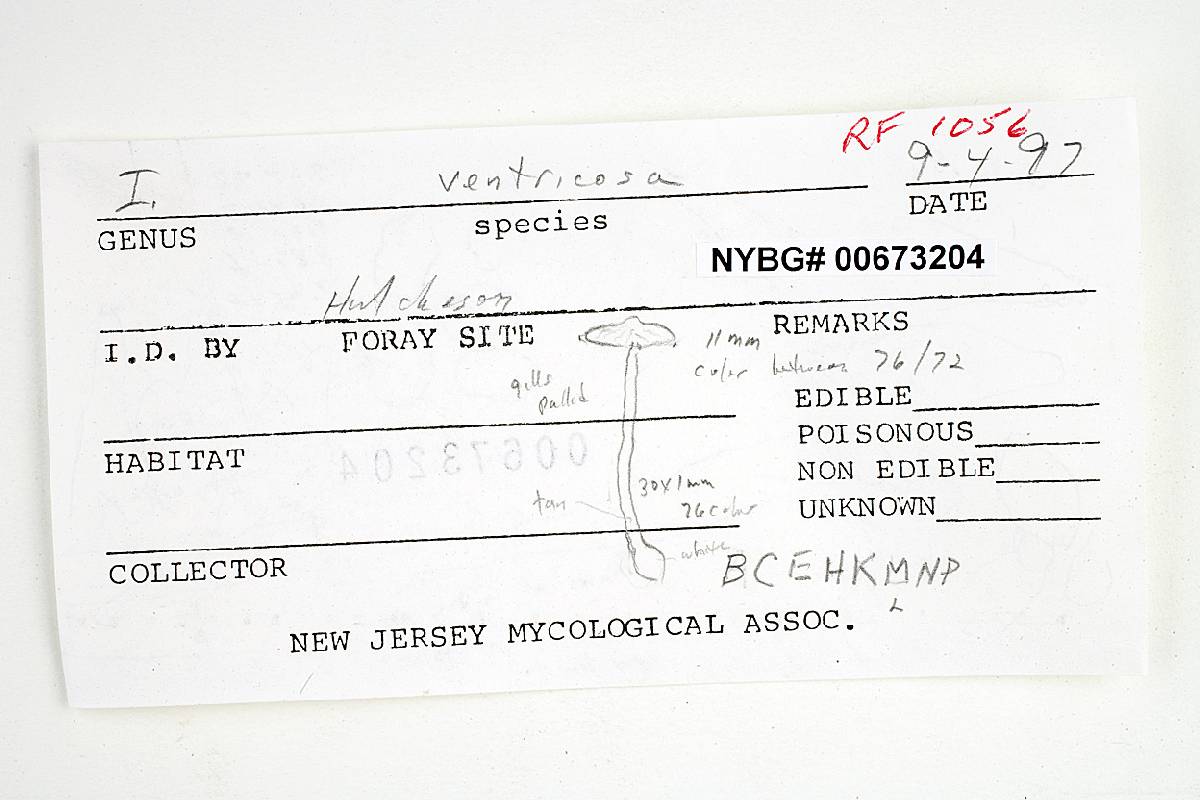 RF 1056
I. ventricosa 9-4-97
GENUS species DATE
NYBG# 00673204
Hutcheson
I.D. BY FORAY SITE REMARKS
11mm
color between 76/72
gills
pallid
EDIBLE
POISONOUS
HABITAT
00673204
NON EDIBLE
30x1mm
tan
76 color
UNKNOWN
white
COLLECTOR
BCEHKMNP
L
NEW JERSEY MYCOLOGICAL ASSOC.